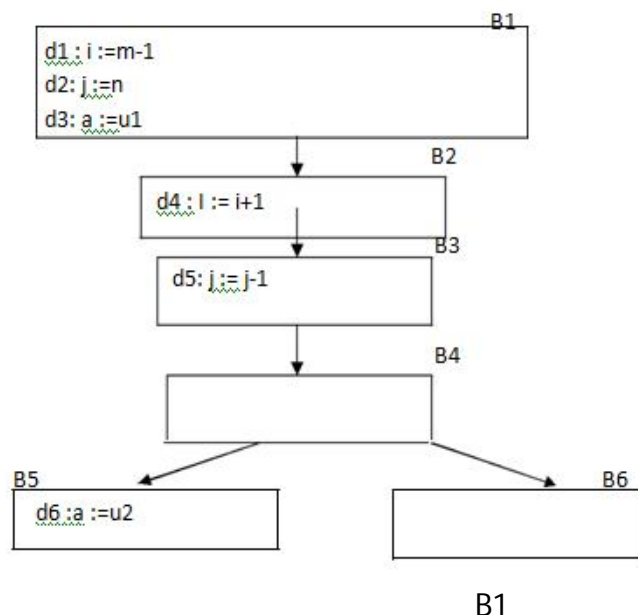 B1
d1 : i :=m-1
d2: j :=n
d3: a :=u1
B2
d4 : I := i+1
B3
d5: j := j-1
B4
B5
B6
d6 :a :=u2
B1